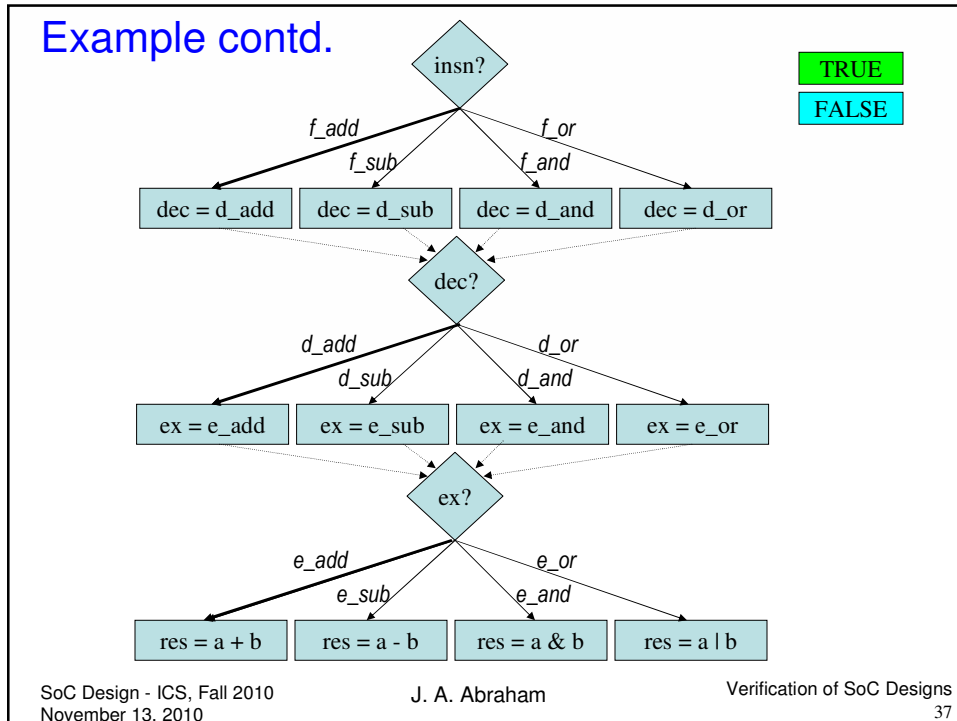 Example contd.
insn?
TRUE
FALSE
f_add
f_or
f_sub
f_and
dec = d_add
dec = d_sub
dec = d_and
dec = d_or
dec?
d_add
d_or
d_sub
d_and
ex = e_add
ex = e_sub
ex = e_and
ex = e_or
ex?
e_add
e_or
e_sub
e_and
res = a + b
res = a - b
res = a & b
res = a | b
SoC Design - ICS, Fall 2010
November 13, 2010
J. A. Abraham
Verification of SoC Designs
37